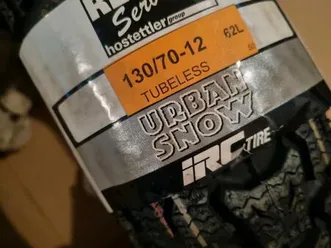 Serv
hostettler group
130/70-12 62L
TUBELESS
URBAN
SNOW
iRC TIRE